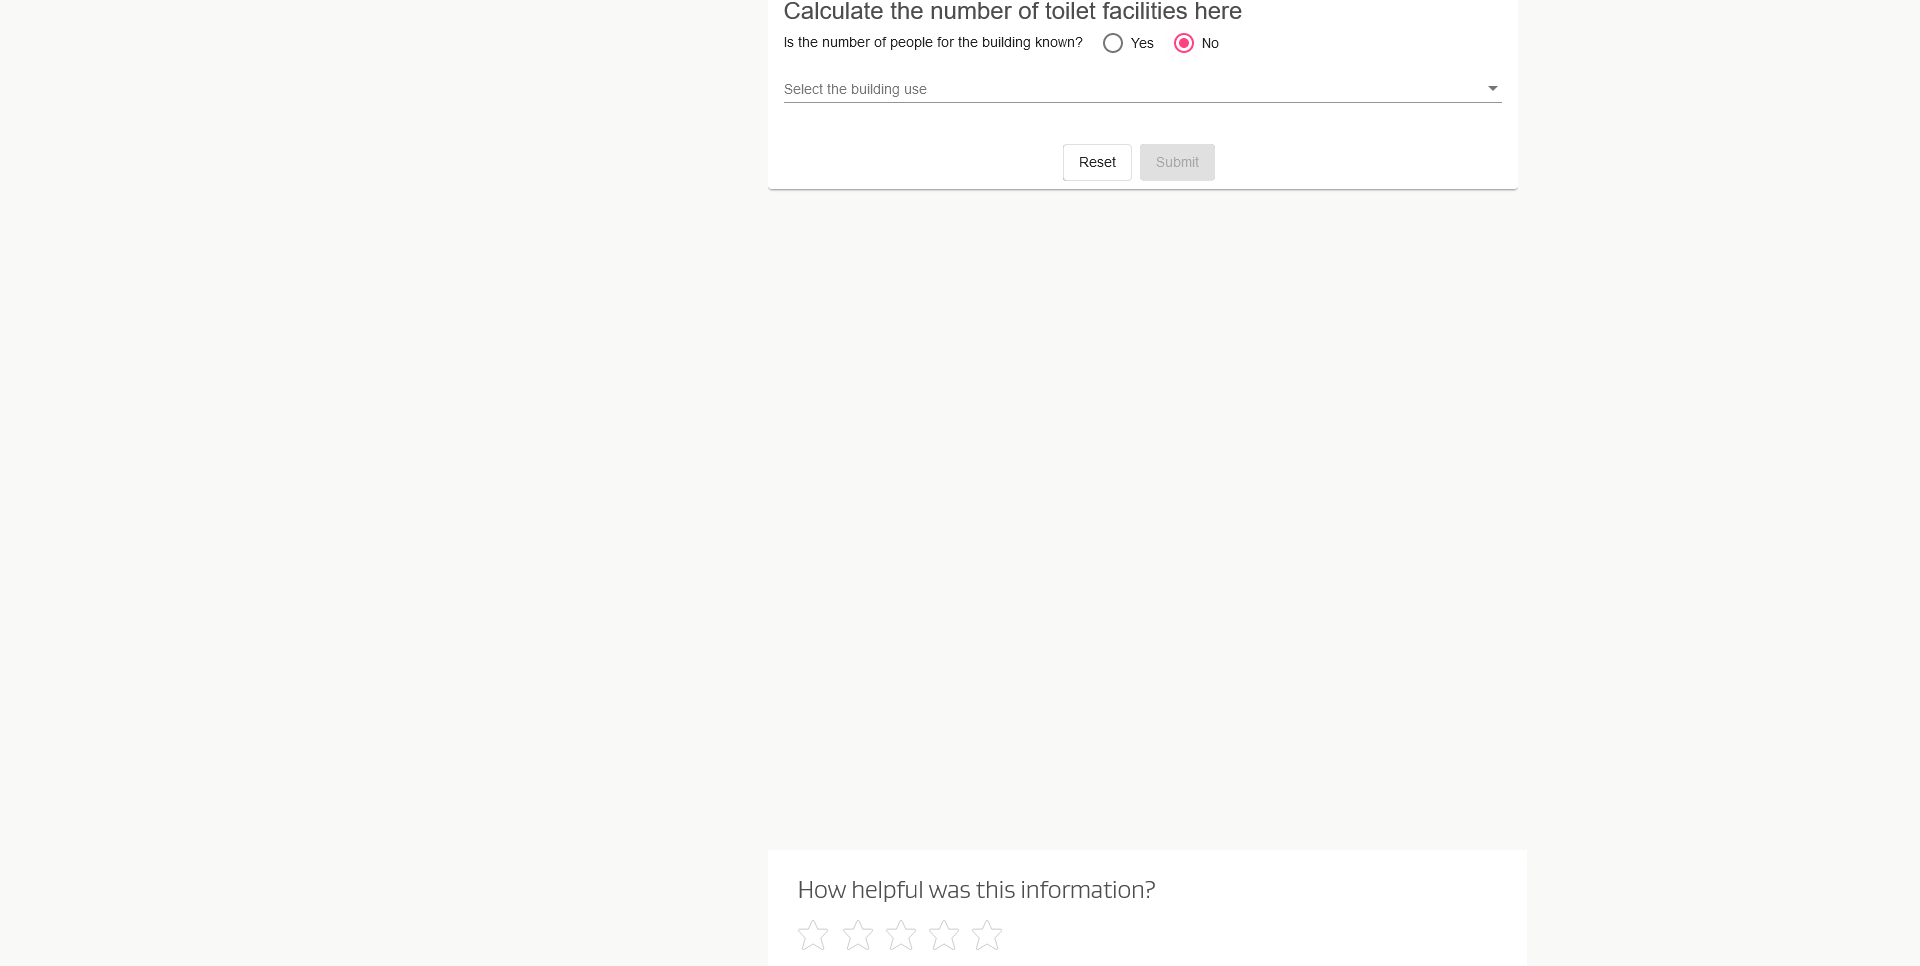 Calculate the number of toilet facilities here
Is the number of people for the building known? Yes No
Select the building use
Reset Submit
How helpful was this information?